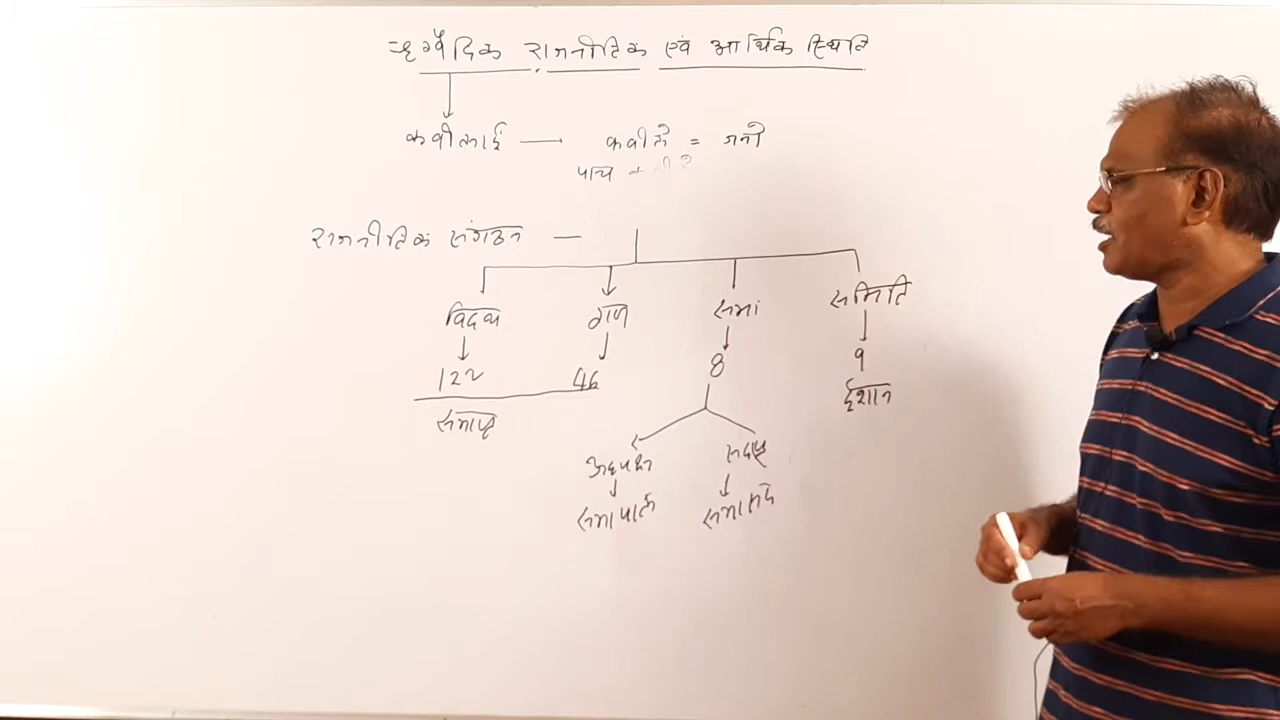 ऋग्वैदिक राजनीतिक एवं आर्थिक स्थिति
कबीलाई — कबीले = जनो
पाच
राजनीतिक संगठन —
विदथ गण सभा समिति
122 46 8 9
समाप्त ईशान
अध्यक्ष सदस्य
सभापति सभासद